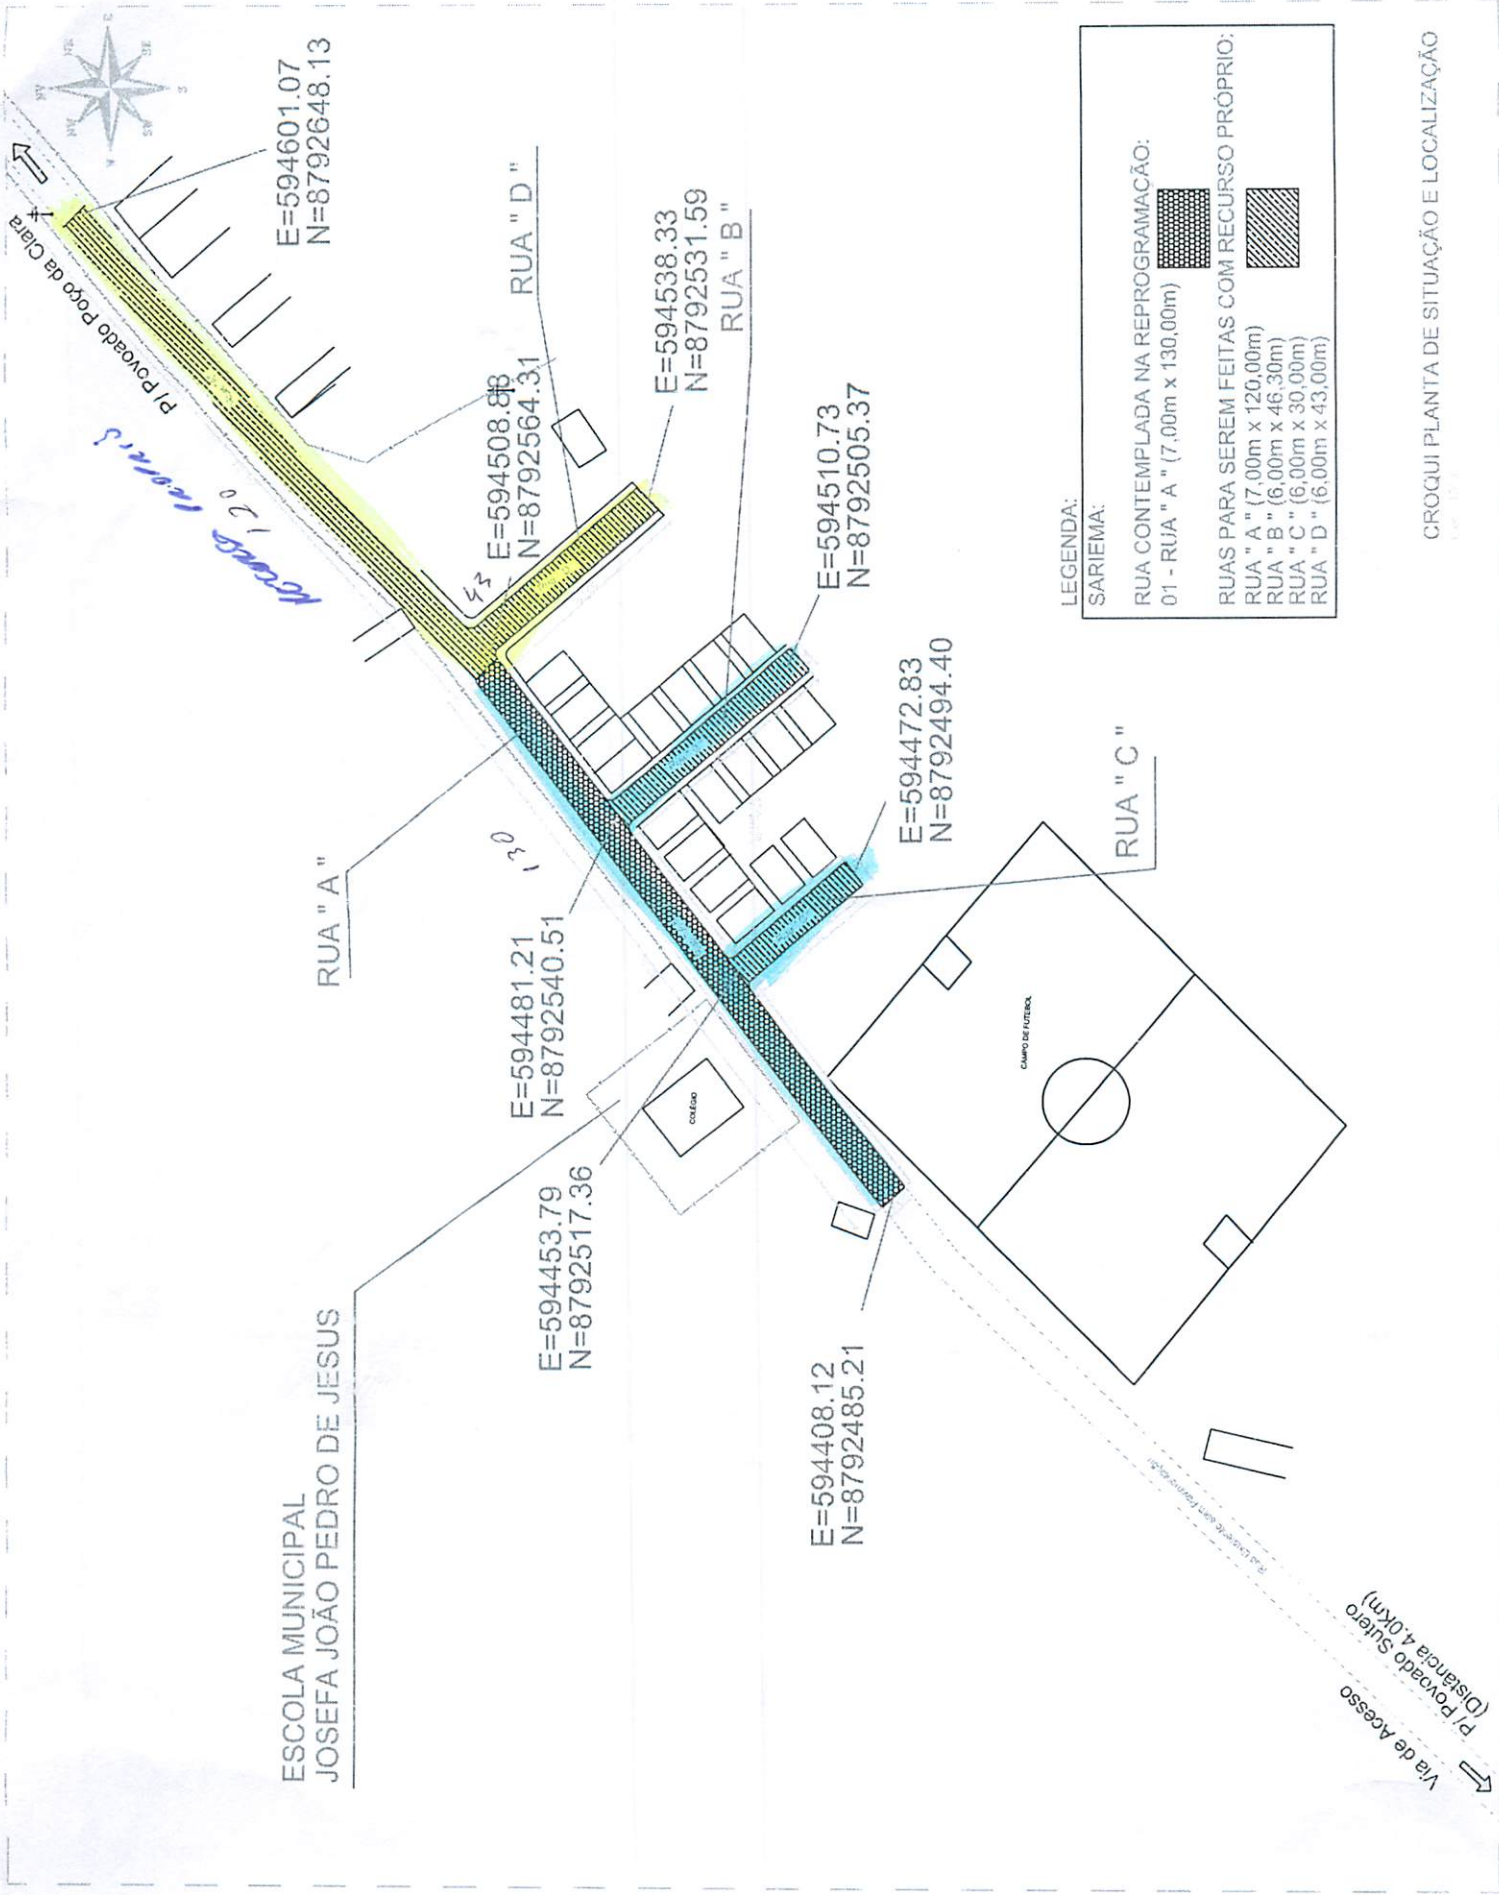 ESCOLA MUNICIPAL
JOSEFA JOÃO PEDRO DE JESUS
RUA " A "
P/ Povoado Poço da Clara
120
E=594601.07
N=8792648.13
RUA " D "
43
E=594508.88
N=8792564.31
E=594538.33
N=8792531.59
RUA " B "
130
E=594481.21
N=8792540.51
E=594453.79
N=8792517.36
COLÉGIO
E=594510.73
N=8792505.37
E=594472.83
N=8792494.40
RUA " C "
E=594408.12
N=8792485.21
CAMPO DE FUTEBOL
Via de Acesso
P/ Povoado Sutero
(Distância 4.0Km)
LEGENDA:
SARIEMA:
RUA CONTEMPLADA NA REPROGRAMAÇÃO:
01 - RUA " A " (7,00m x 130,00m)
RUAS PARA SEREM FEITAS COM RECURSO PRÓPRIO:
RUA " A " (7,00m x 120,00m)
RUA " B " (6,00m x 46,30m)
RUA " C " (6,00m x 30,00m)
RUA " D " (6,00m x 43,00m)
CROQUI PLANTA DE SITUAÇÃO E LOCALIZAÇÃO